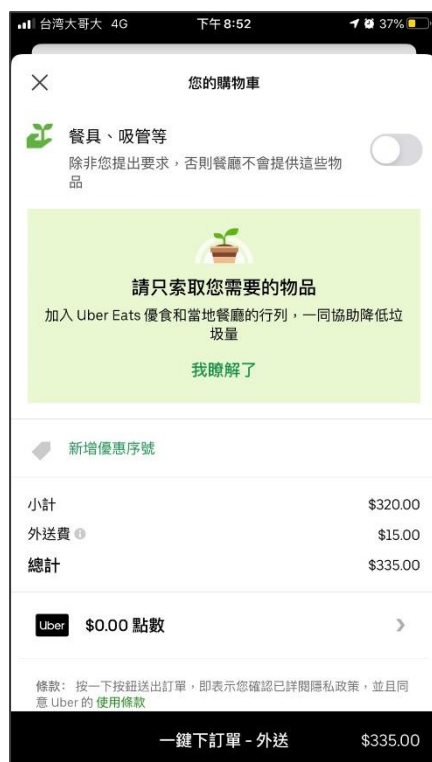 台湾大哥大 4G 下午8:52 37%
您的購物車
餐具、吸管等
除非您提出要求，否則餐廳不會提供這些物
品
請只索取您需要的物品
加入 Uber Eats 優食和當地餐廳的行列，一同協助降低垃
圾量
我瞭解了
新增優惠序號
小計 $320.00
外送費 $15.00
總計 $335.00
Uber $0.00 點數
條款： 按一下按鈕送出訂單，即表示您確認已詳閱隱私政策，並且同
意 Uber 的 使用條款
一鍵下訂單 - 外送 $335.00